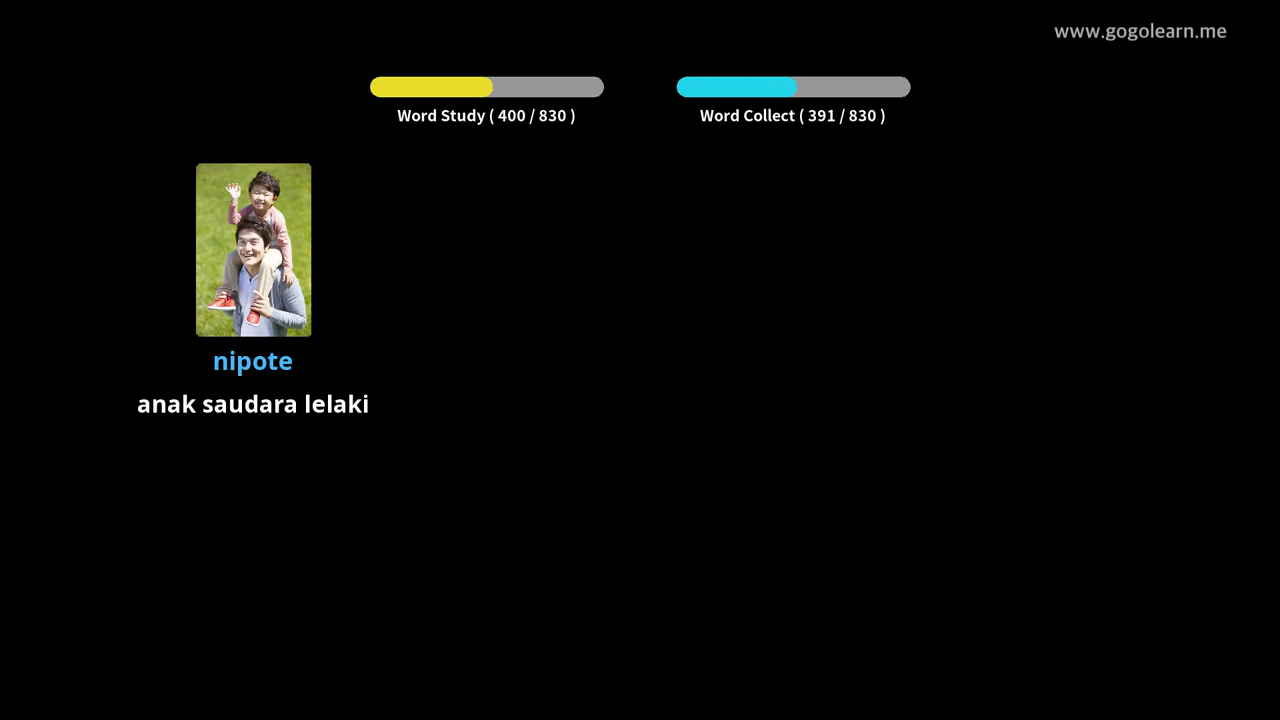 www.gogolearn.me
Word Study ( 400 / 830 )
Word Collect ( 391 / 830 )
nipote
anak saudara lelaki